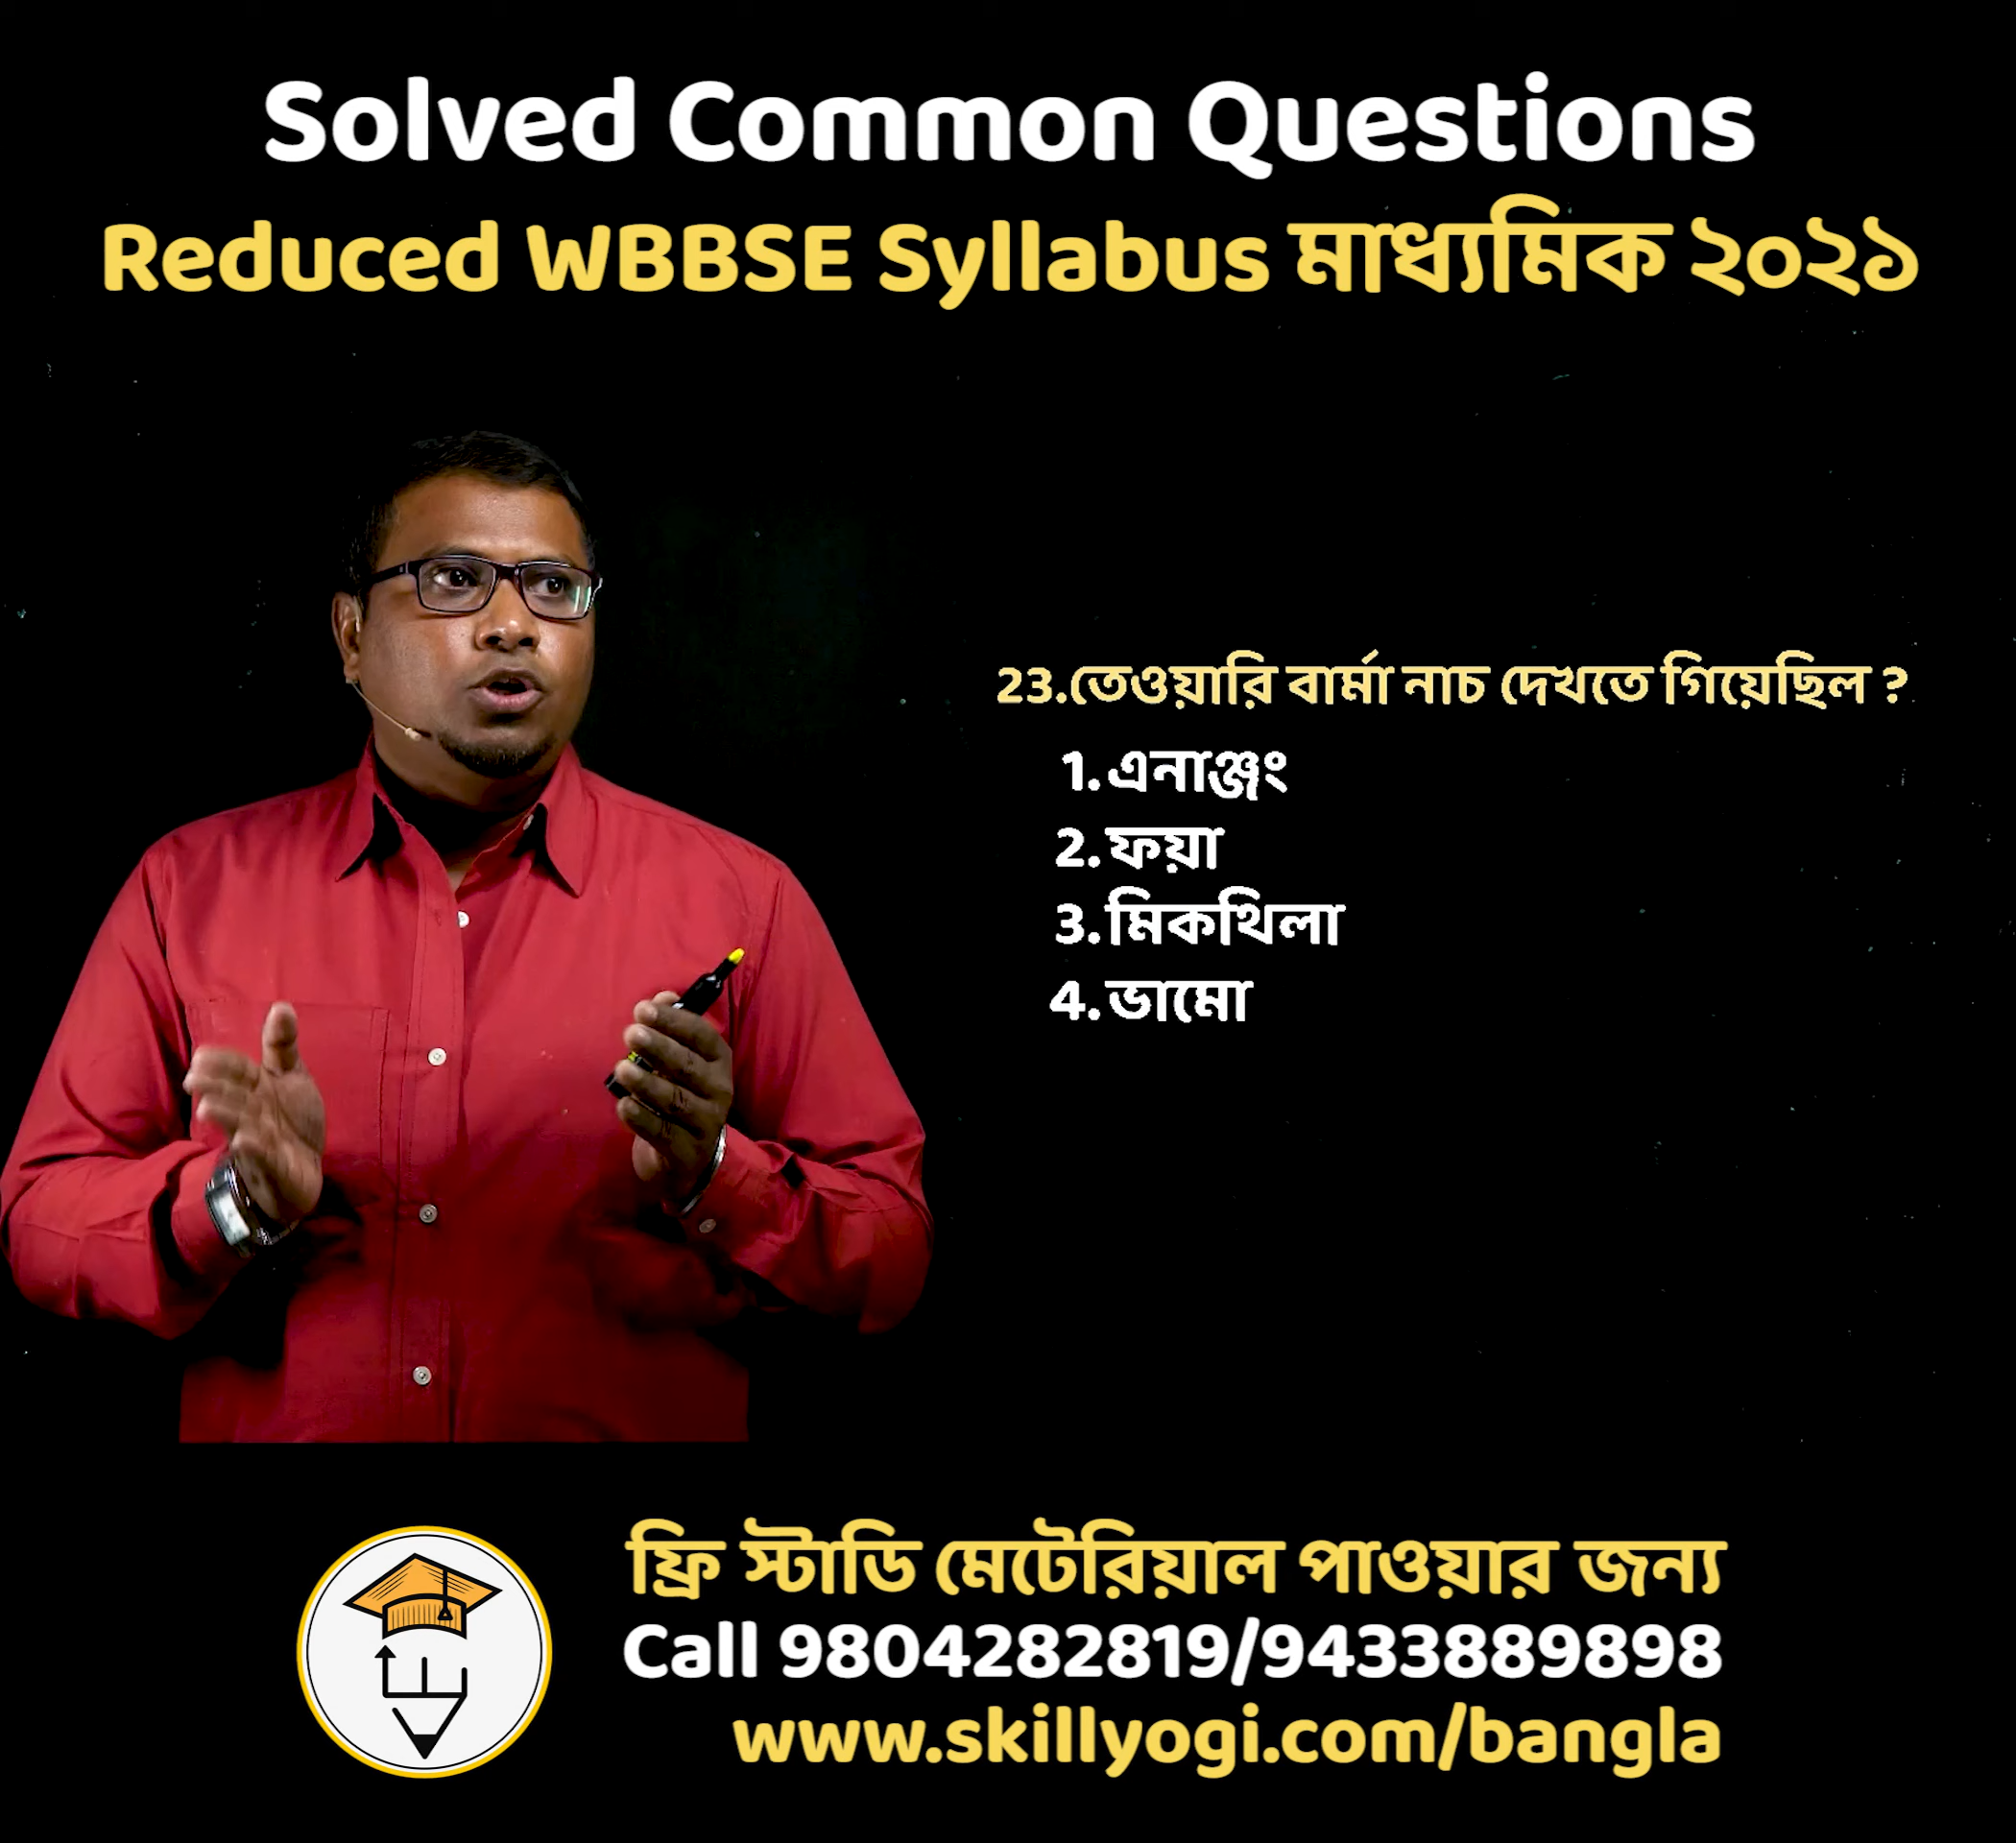 Solved Common Questions
Reduced WBBSE Syllabus মাধ্যমিক ২০২১
23.তেওয়ারি বার্মা নাচ দেখতে গিয়েছিল ?
1.এনাঞ্জং
2.ফয়া
3.মিকথিলা
4.ভামো
ফ্রি স্টাডি মেটেরিয়াল পাওয়ার জন্য
Call 9804282819/9433889898
www.skillyogi.com/bangla